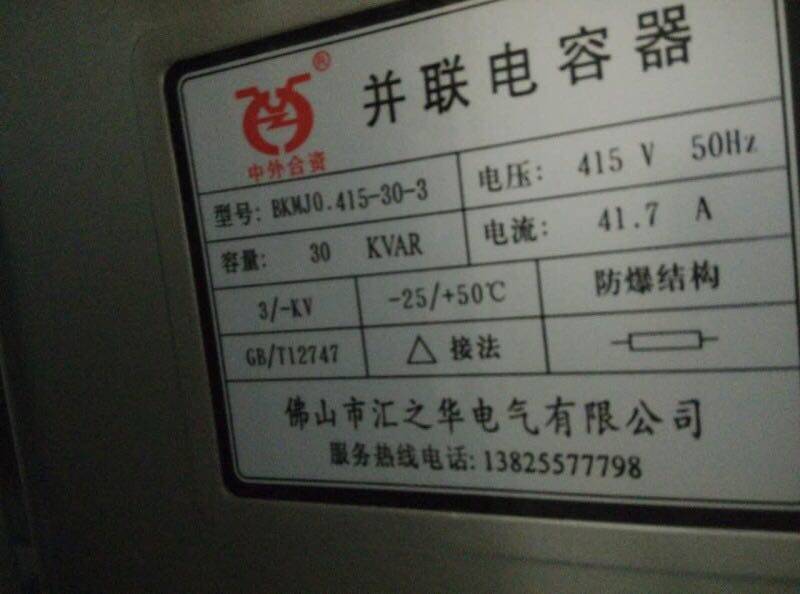 ®
并联电容器
中外合资
型号: BKMJ0.415-30-3
电压: 415 V 50Hz
容量: 30 KVAR
电流: 41.7 A
3/-KV
-25/+50℃
防爆结构
GB/T12747
△接法
佛山市汇之华电气有限公司
服务热线电话: 13825577798